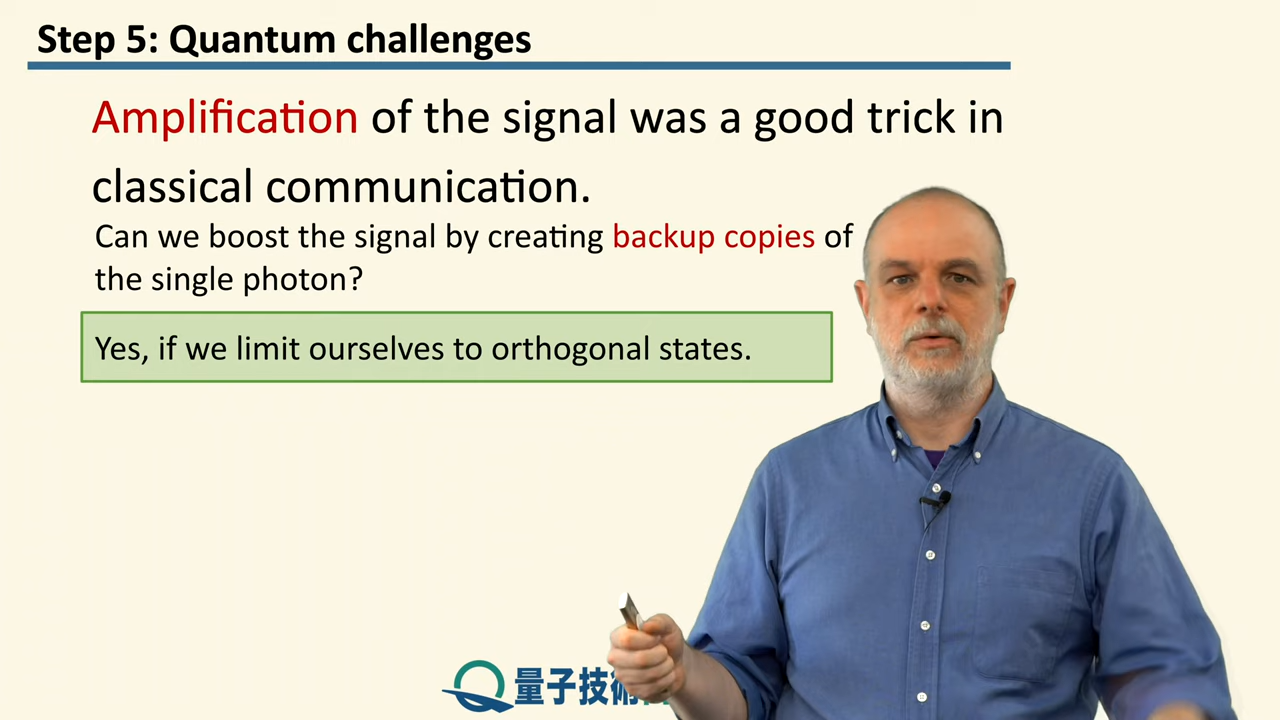 Step 5: Quantum challenges
Amplification of the signal was a good trick in
classical communication.
Can we boost the signal by creating backup copies of
the single photon?
Yes, if we limit ourselves to orthogonal states.
量子技術